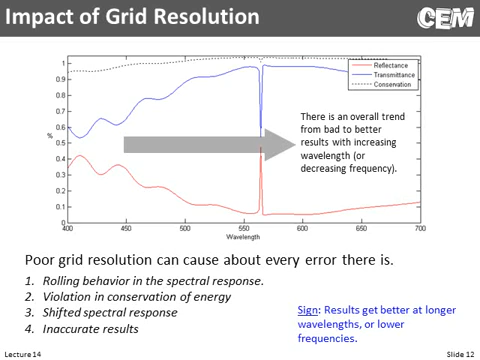 Impact of Grid Resolution
CEM
1
0.9
0.8
0.7
0.6
0.5
0.4
0.3
0.2
0.1
0
%
400
450
500
550
600
650
700
Wavelength
Reflectance
Transmittance
Conservation
There is an overall trend
from bad to better
results with increasing
wavelength (or
decreasing frequency).
Poor grid resolution can cause about every error there is.
1. Rolling behavior in the spectral response.
2. Violation in conservation of energy
3. Shifted spectral response
4. Inaccurate results
Sign: Results get better at longer
wavelengths, or lower
frequencies.
Lecture 14
Slide 12